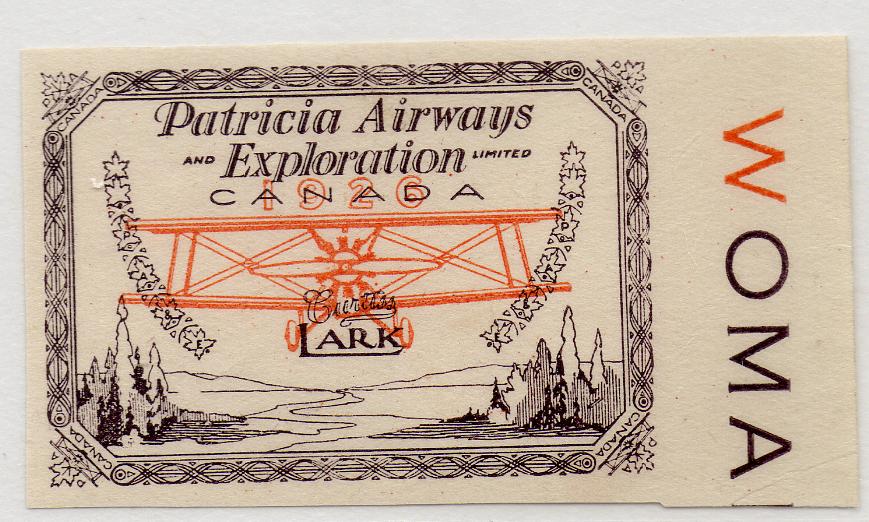 Patricia Airways
AND Exploration LIMITED
1926
CANADA
Curtiss
LARK
CANADA
CANADA
CANADA
CANADA
P
A
&
E
P
A
&
E
WOMA